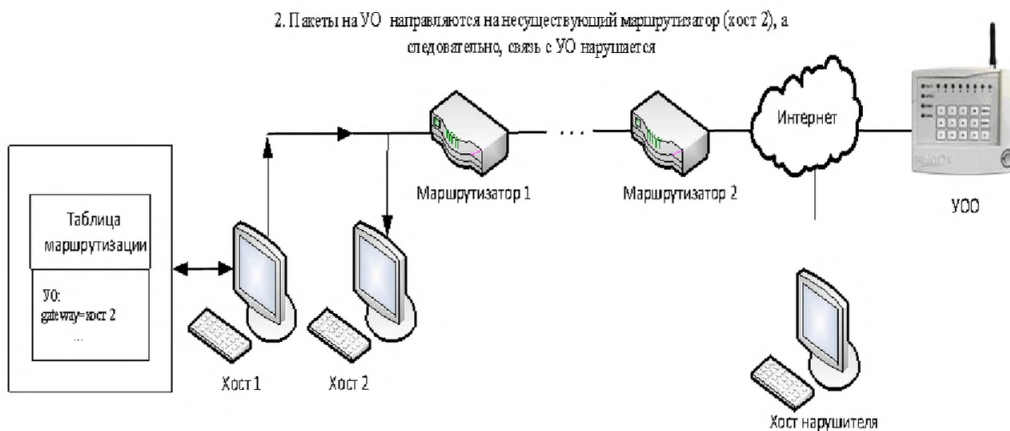 2. Пакеты на УО направляются на несуществующий маршрутизатор (хост 2), а
следовательно, связь с УО нарушается
Интернет
Маршрутизатор 1
Маршрутизатор 2
УОО
Таблица
маршрутизации
УО:
gateway=хост 2
...
Хост 1
Хост 2
Хост нарушителя